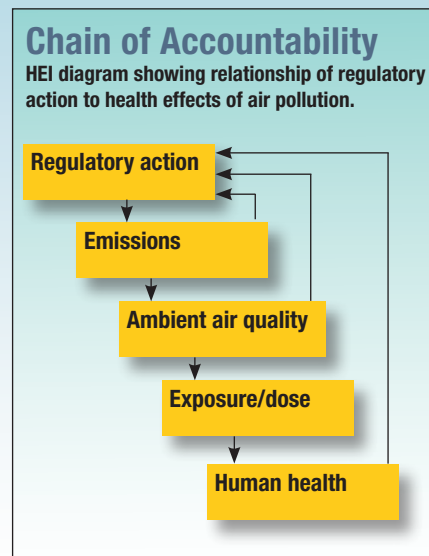 Chain of Accountability
HEI diagram showing relationship of regulatory
action to health effects of air pollution.
Regulatory action
Emissions
Ambient air quality
Exposure/dose
Human health